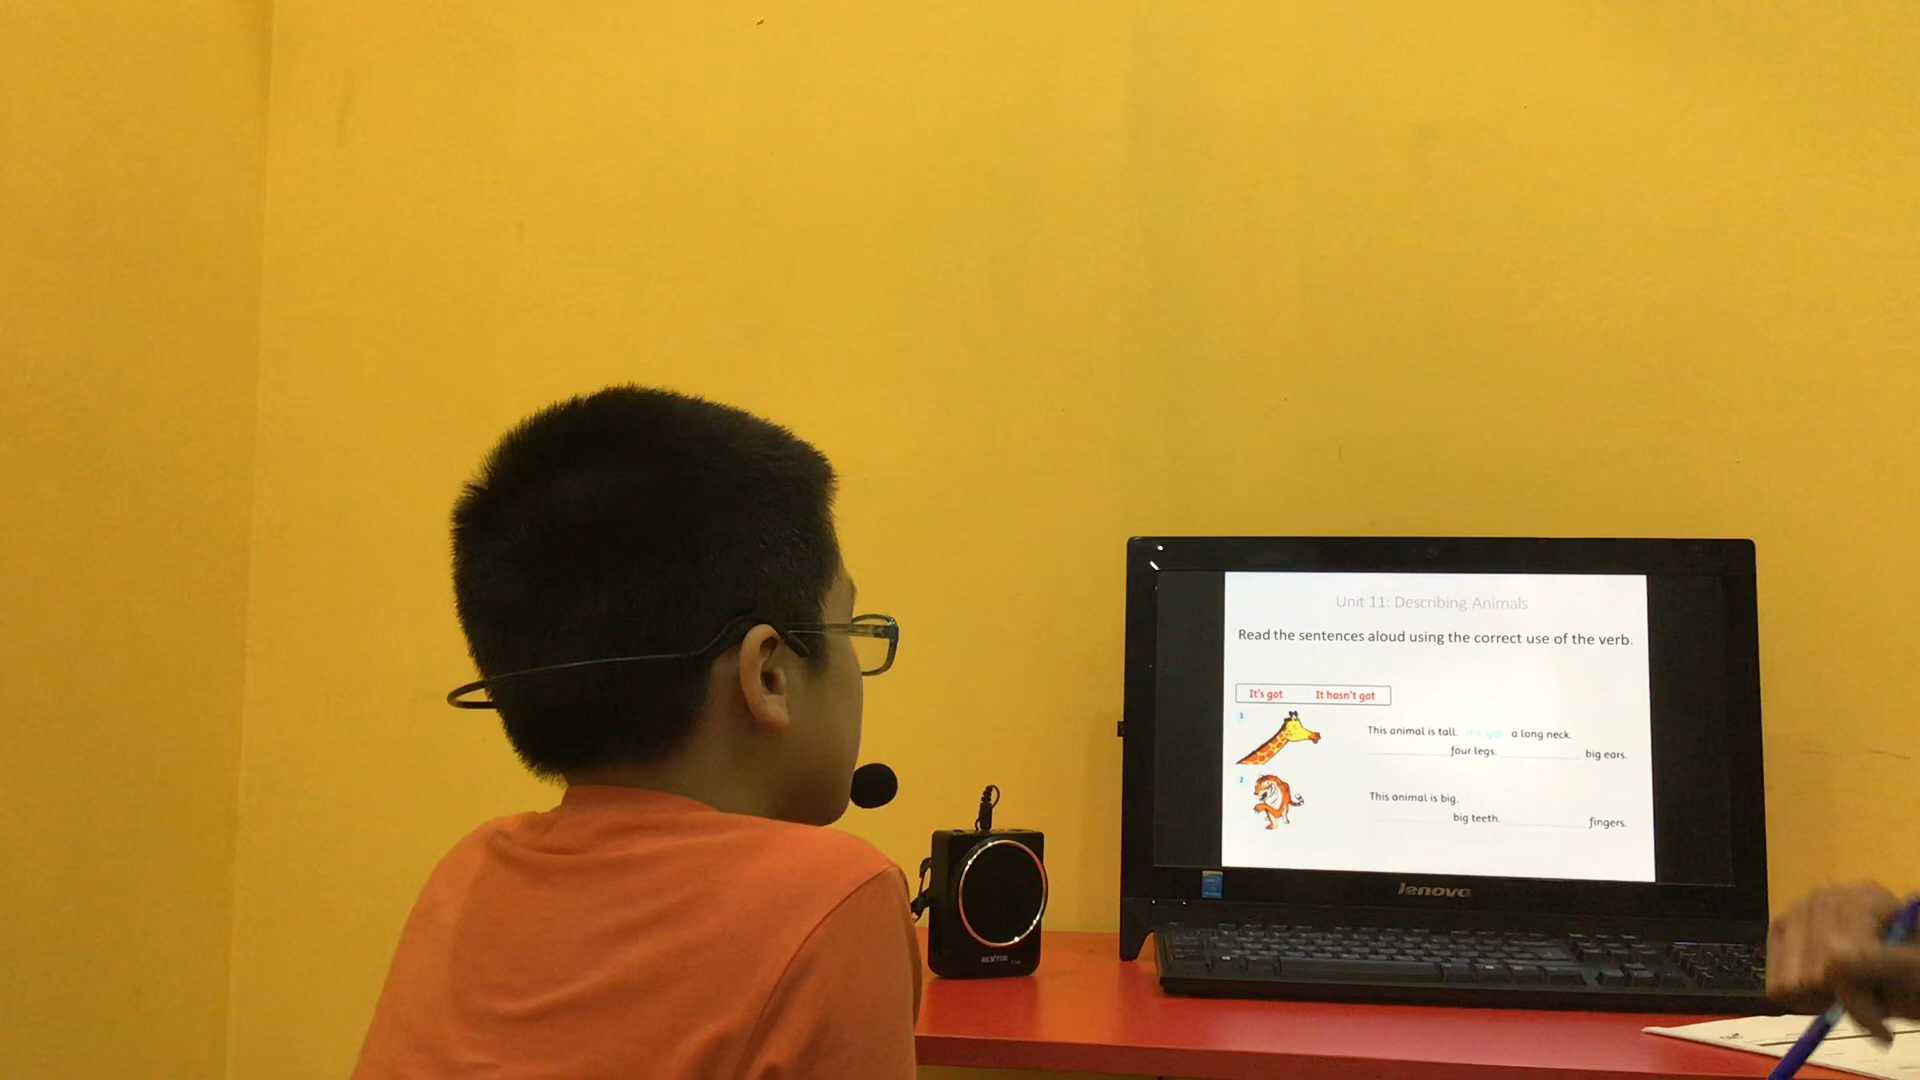 Unit 11: Describing Animals
Read the sentences aloud using the correct use of the verb.
It's got It hasn't got
1
This animal is tall. It's got a long neck.
four legs. big ears.
2
This animal is big.
big teeth. fingers.
lenovo